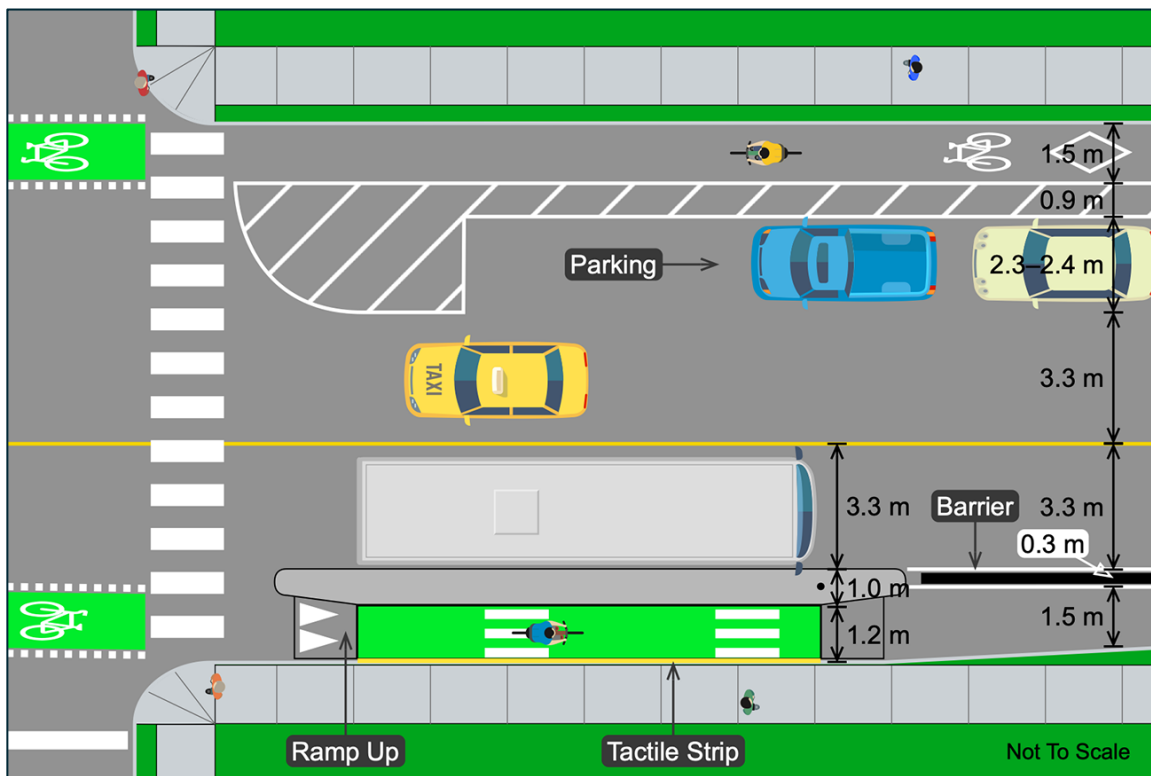 1.5 m
0.9 m
Parking
2.3–2.4 m
TAXI
3.3 m
3.3 m
Barrier
3.3 m
0.3 m
1.0 m
1.2 m
1.5 m
Ramp Up
Tactile Strip
Not To Scale